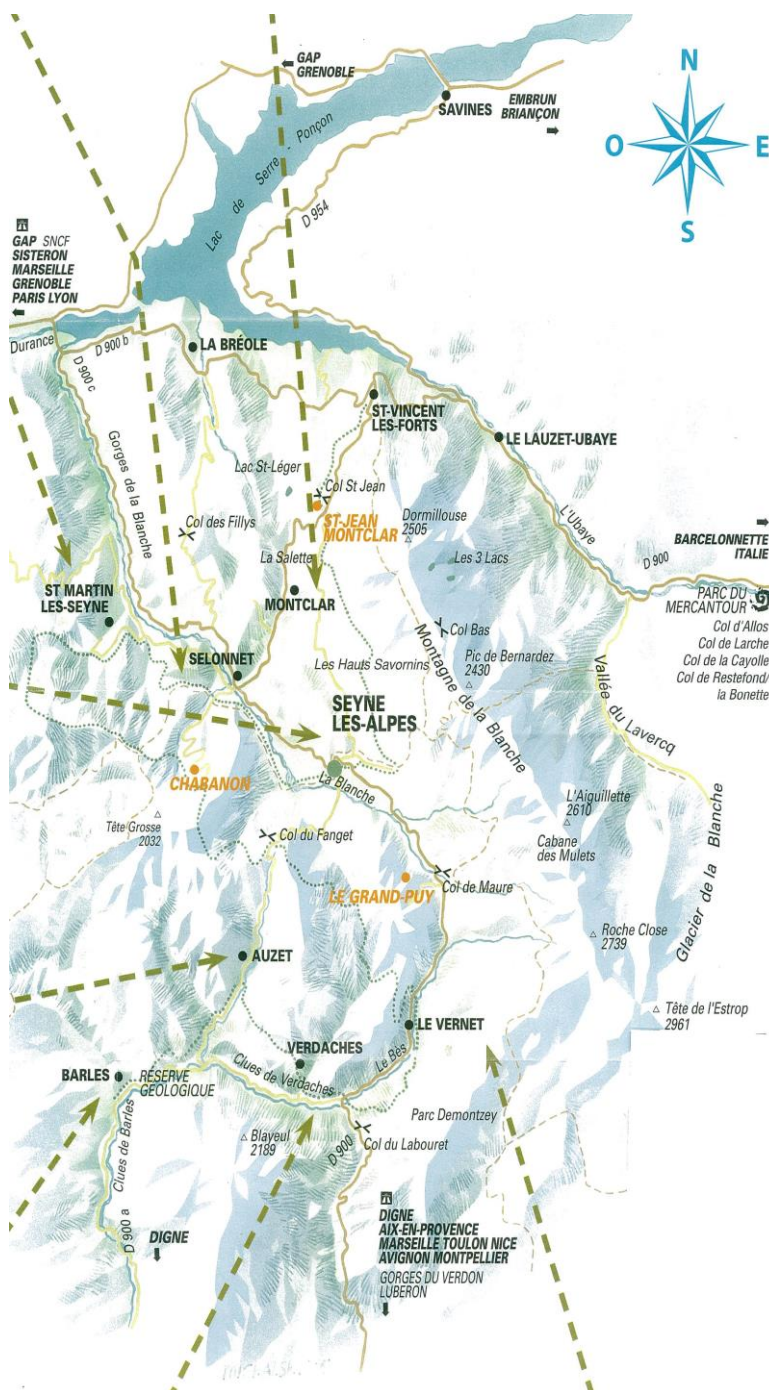 GAP
GRENOBLE
SAVINES
EMBRUN
BRIANÇON
N
O
E
S
Lac de Serre - Ponçon
D 954
GAP SNCF
SISTERON
MARSEILLE
GRENOBLE
PARIS LYON
Durance
D 900 b
D 900 c
LA BRÉOLE
ST-VINCENT
LES-FORTS
LE LAUZET-UBAYE
Gorges de la Blanche
Lac St-Léger
Col St Jean
Col des Fillys
ST-JEAN
MONTCLAR
Dormillouse
2505
L'Ubaye
La Salette
Les 3 Lacs
D 900
BARCELONNETTE
ITALIE
ST MARTIN
LES-SEYNE
MONTCLAR
PARC DU
MERCANTOUR
Col d'Allos
Col de Larche
Col de la Cayolle
Col de Restefond/
la Bonette
Col Bas
Montagne de la Blanche
Les Hauts Savornins
Pic de Bernardez
2430
SELONNET
Vallée du Lavercq
SEYNE
LES-ALPES
CHABANON
La Blanche
L'Aiguillette
2610
Tête Grosse
2032
Col du Fanget
Cabane
des Mulets
Glacier de la Blanche
LE GRAND-PUY
Col de Maure
Roche Close
2739
AUZET
Tête de l'Estrop
2961
LE VERNET
VERDACHES
Le Bès
BARLES
RÉSERVE
GEOLOGIQUE
Clues de Verdaches
Parc Demontzey
Clues de Barles
Blayeul
2189
D 900
Col du Labouret
D 900 a
DIGNE
DIGNE
AIX-EN-PROVENCE
MARSEILLE TOULON NICE
AVIGNON MONTPELLIER
GORGES DU VERDON
LUBERON